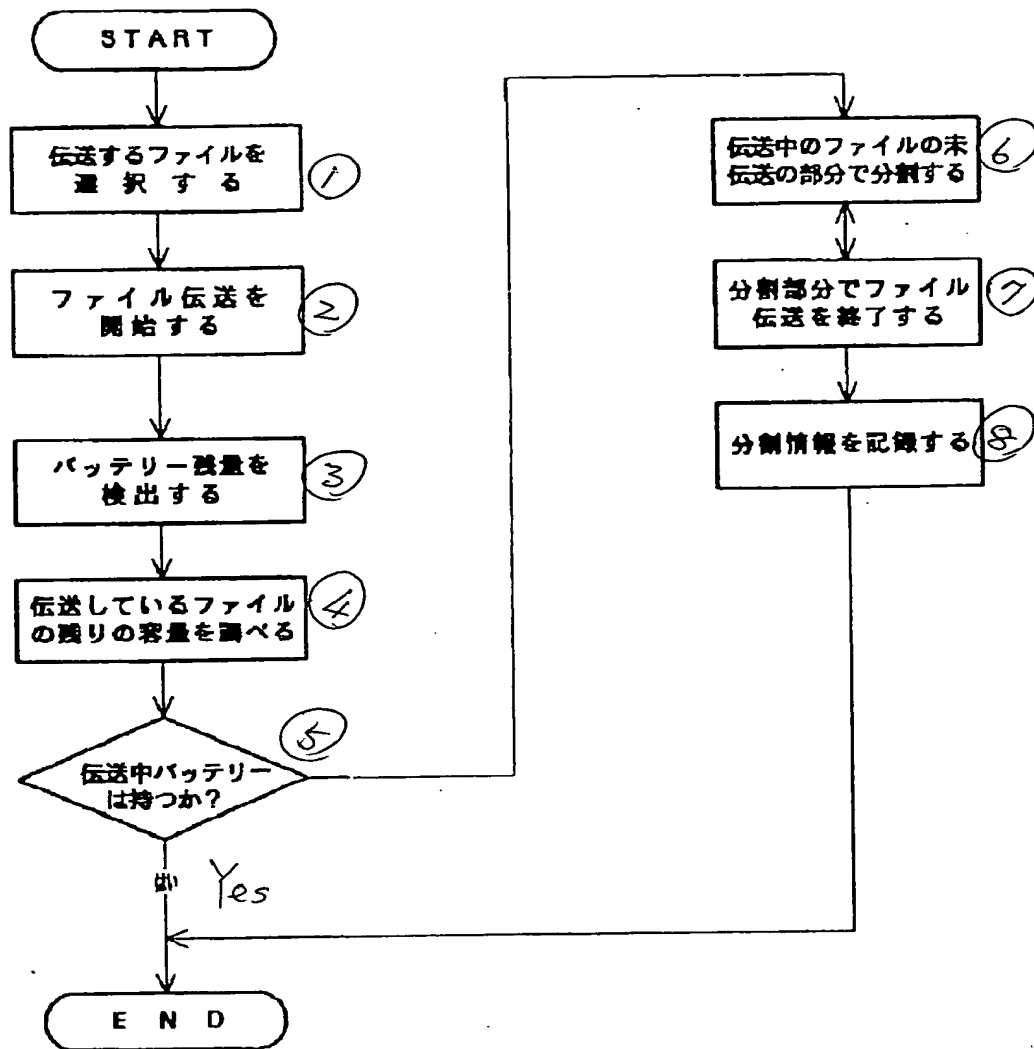 START
伝送するファイルを
選択する
①
ファイル伝送を
開始する
②
バッテリー残量を
検出する
③
伝送しているファイル
の残りの容量を調べる
④
伝送中バッテリー
は持つか?
⑤
はい
Yes
END
伝送中のファイルの未
伝送の部分で分割する
⑥
分割部分でファイル
伝送を終了する
⑦
分割情報を記録する
⑧